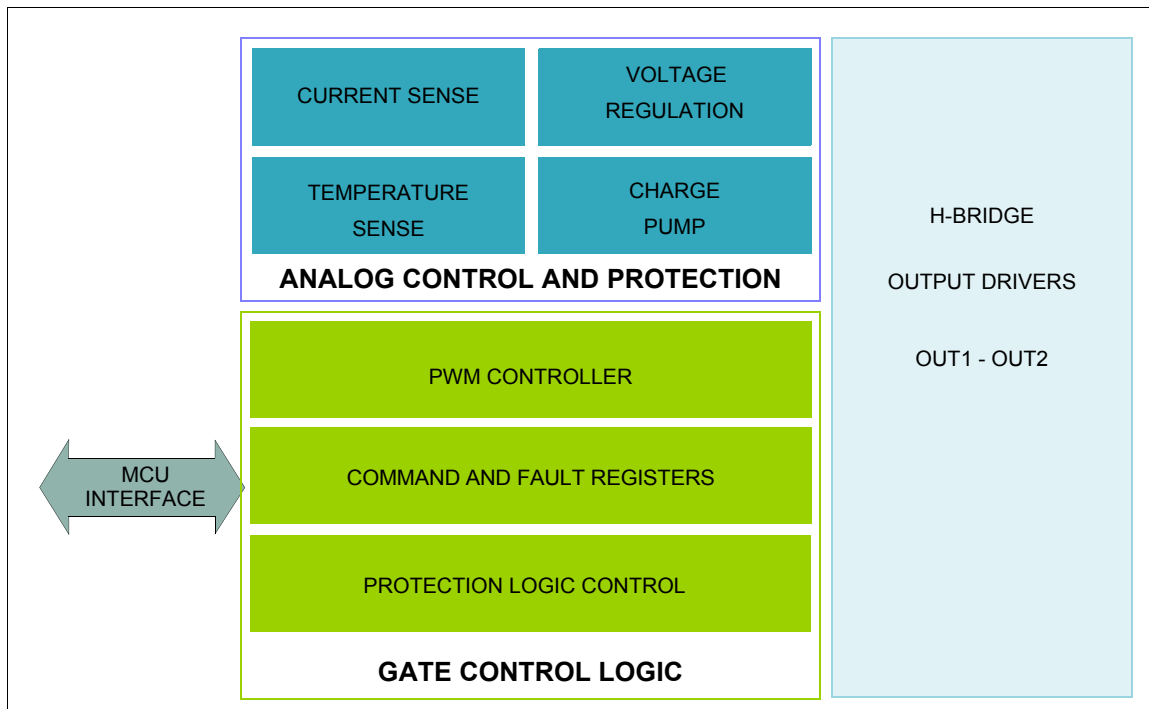 CURRENT SENSE
VOLTAGE
REGULATION
TEMPERATURE
SENSE
CHARGE
PUMP
ANALOG CONTROL AND PROTECTION
PWM CONTROLLER
COMMAND AND FAULT REGISTERS
PROTECTION LOGIC CONTROL
GATE CONTROL LOGIC
MCU
INTERFACE
H-BRIDGE
OUTPUT DRIVERS
OUT1 - OUT2